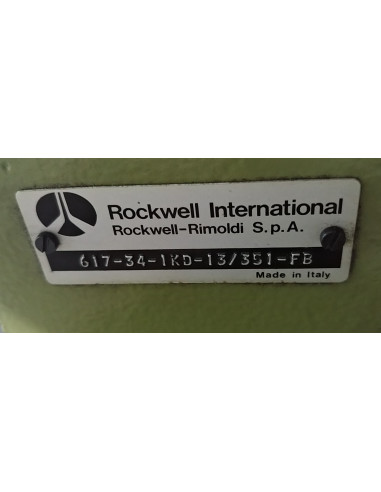 Rockwell International
Rockwell-Rimoldi S.p.A.
617-34-1KD-13/351-FB
Made in Italy